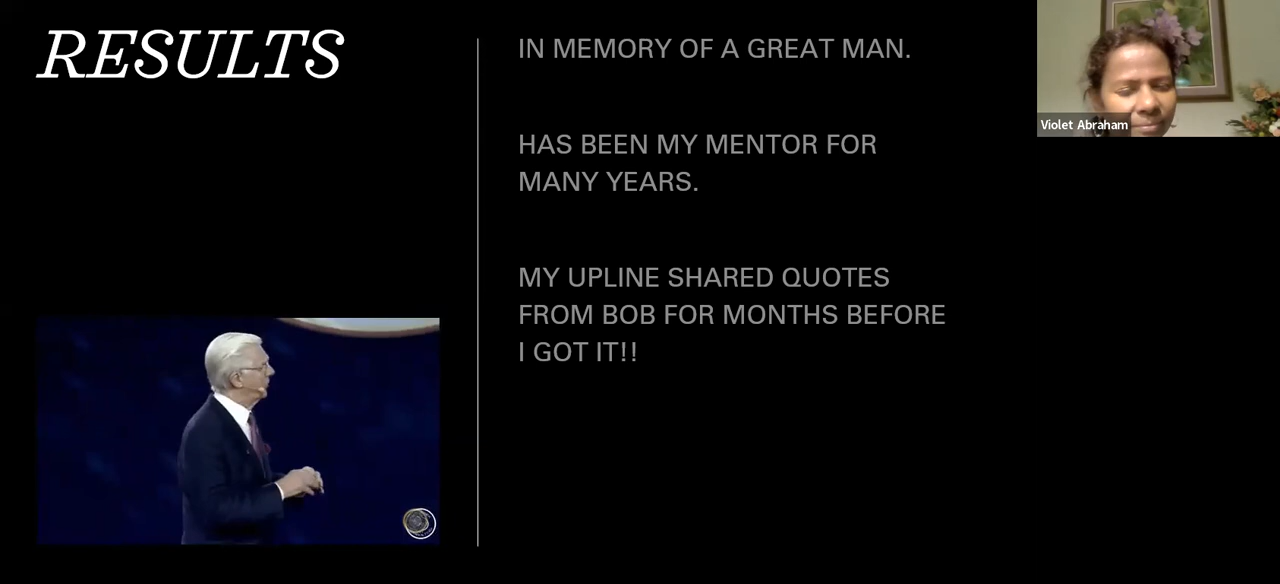 RESULTS
IN MEMORY OF A GREAT MAN.
HAS BEEN MY MENTOR FOR
MANY YEARS.
MY UPLINE SHARED QUOTES
FROM BOB FOR MONTHS BEFORE
I GOT IT!!
Violet Abraham